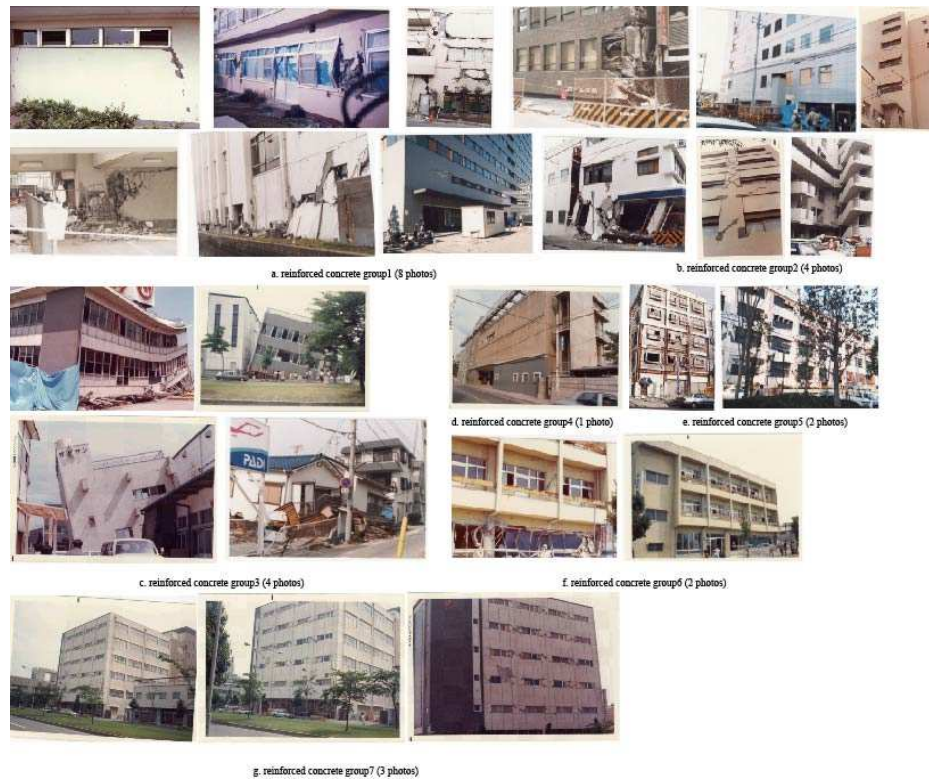 a. reinforced concrete group1 (8 photos)
b. reinforced concrete group2 (4 photos)
PADI
d. reinforced concrete group4 (1 photo)
e. reinforced concrete group5 (2 photos)
c. reinforced concrete group3 (4 photos)
f. reinforced concrete group6 (2 photos)
g. reinforced concrete group7 (3 photos)